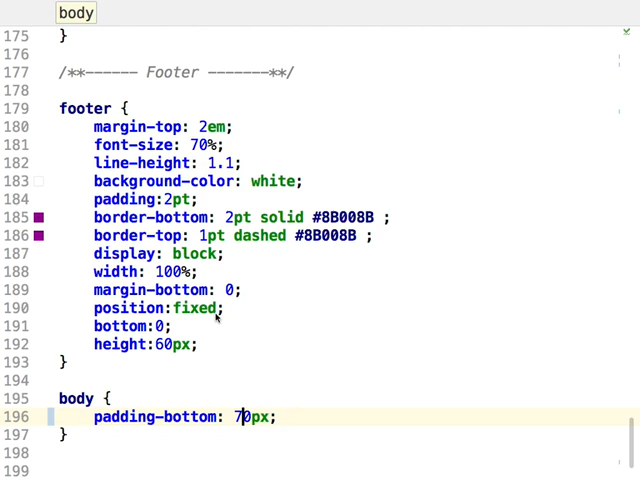 body
175 }
176
177 /**------ Footer -------**/
178
179 footer {
180 margin-top: 2em;
181 font-size: 70%;
182 line-height: 1.1;
183 background-color: white;
184 padding:2pt;
185 border-bottom: 2pt solid #8B008B ;
186 border-top: 1pt dashed #8B008B ;
187 display: block;
188 width: 100%;
189 margin-bottom: 0;
190 position:fixed;
191 bottom:0;
192 height:60px;
193 }
194
195 body {
196 padding-bottom: 70px;
197 }
198
199